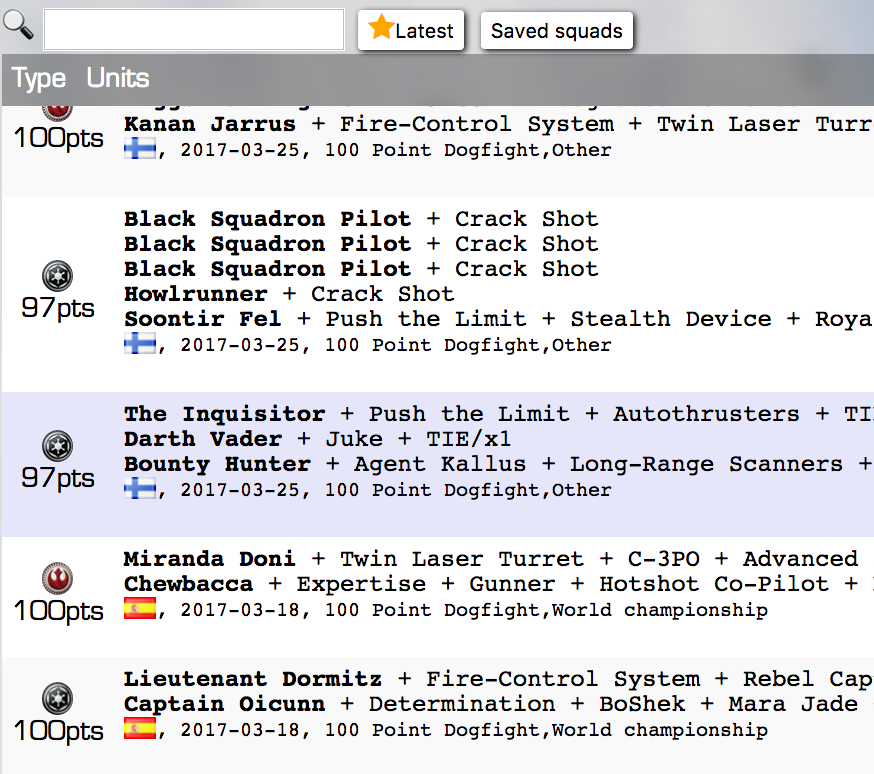 Latest
Saved squads
Type Units
100pts
Kanan Jarrus + Fire-Control System + Twin Laser
, 2017-03-25, 100 Point Dogfight,Other
97pts
Black Squadron Pilot + Crack Shot
Black Squadron Pilot + Crack Shot
Black Squadron Pilot + Crack Shot
Howlrunner + Crack Shot
Soontir Fel + Push the Limit + Stealth Device +
, 2017-03-25, 100 Point Dogfight,Other
97pts
The Inquisitor + Push the Limit + Autothrusters +
Darth Vader + Juke + TIE/x1
Bounty Hunter + Agent Kallus + Long-Range Scanners +
, 2017-03-25, 100 Point Dogfight,Other
100pts
Miranda Doni + Twin Laser Turret + C-3PO + Advanced
Chewbacca + Expertise + Gunner + Hotshot Co-Pilot +
, 2017-03-18, 100 Point Dogfight,World championship
100pts
Lieutenant Dormitz + Fire-Control System + Rebel
Captain Oicunn + Determination + BoShek + Mara Jade
, 2017-03-18, 100 Point Dogfight,World championship